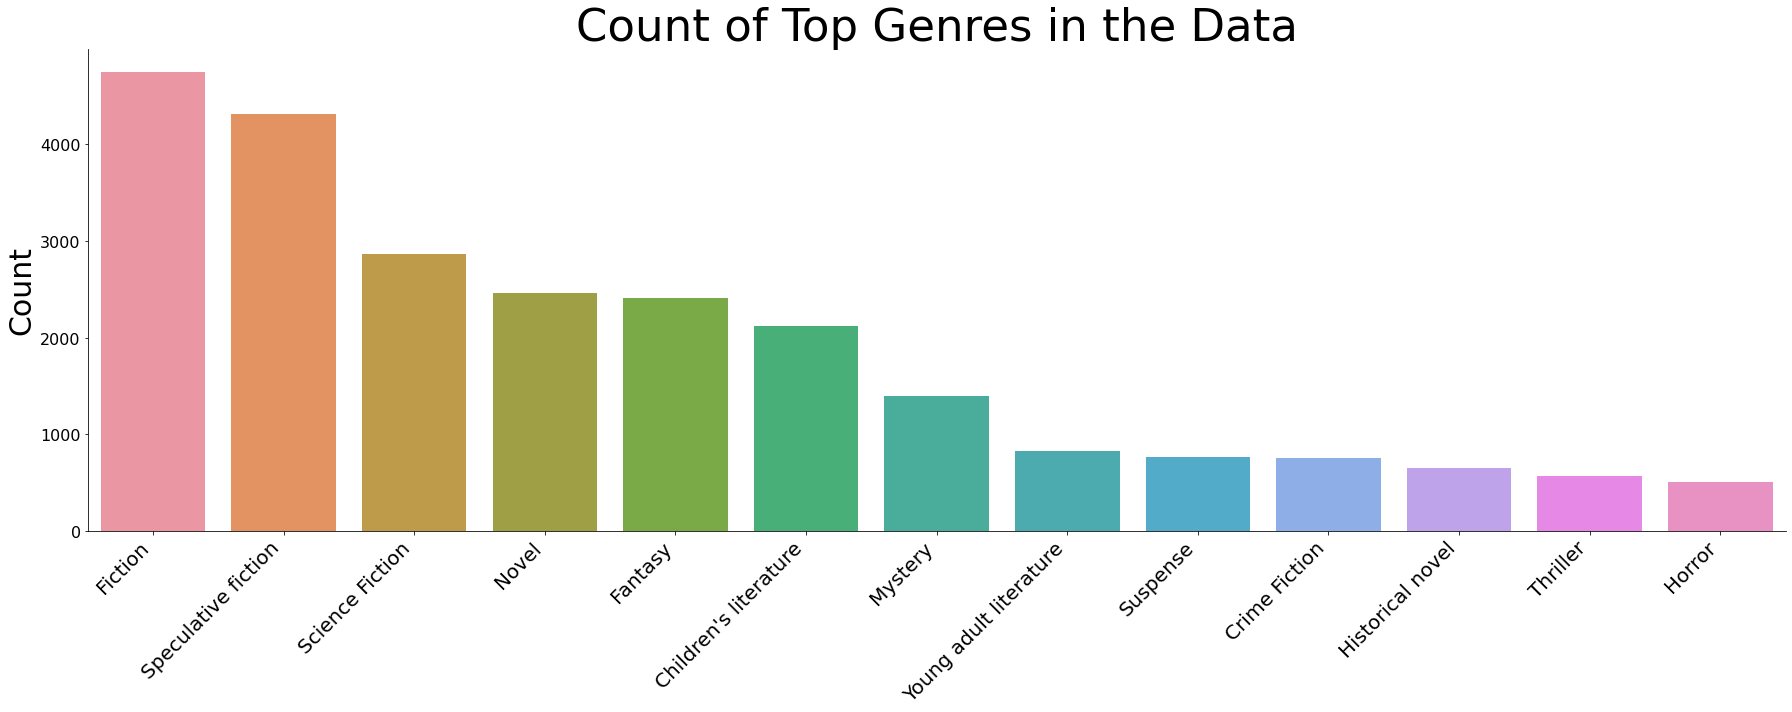 Count of Top Genres in the Data
Count
4000
3000
2000
1000
0
Fiction
Speculative fiction
Science Fiction
Novel
Fantasy
Children's literature
Mystery
Young adult literature
Suspense
Crime Fiction
Historical novel
Thriller
Horror